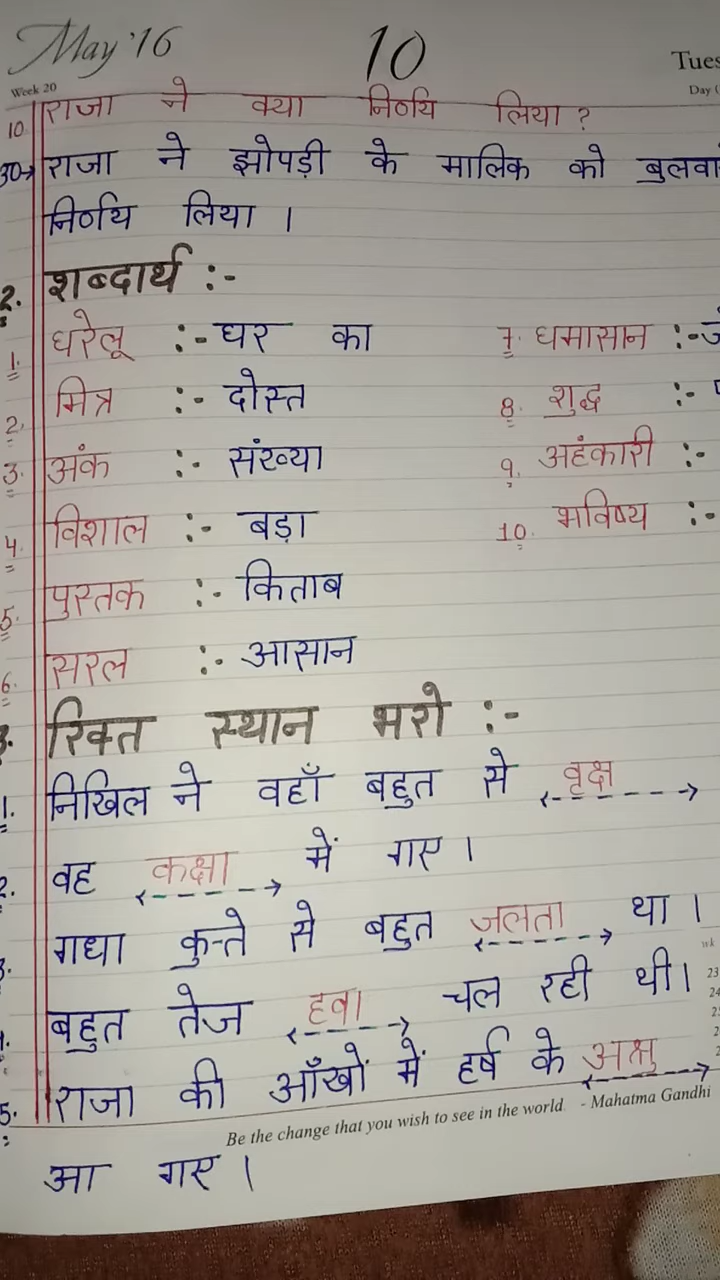 May '16 10 Tues
Week 20 Day
10 राजा ने क्या निर्णय लिया ?
उ0→ राजा ने झोपड़ी के मालिक को बुलवा
निर्णय लिया ।
2. शब्दार्थ :-
1. घरेलू :- घर का 7. घमासान :-
2. मित्र :- दोस्त 8. शुद्ध :-
3. अंक :- संख्या 9. अहंकारी :-
4. विशाल :- बड़ा 10. भविष्य :-
5. पुस्तक :- किताब
6. सरल :- आसान
3. रिक्त स्थान भरो :-
1. निखिल ने वहाँ बहुत से वृक्ष
2. वह कक्षा में गए ।
3. गधा कुत्ते से बहुत जलता था ।
4. बहुत तेज हवा चल रही थी।
5. राजा की आँखों में हर्ष के अश्रु
Be the change that you wish to see in the world. - Mahatma Gandhi
आ गए ।